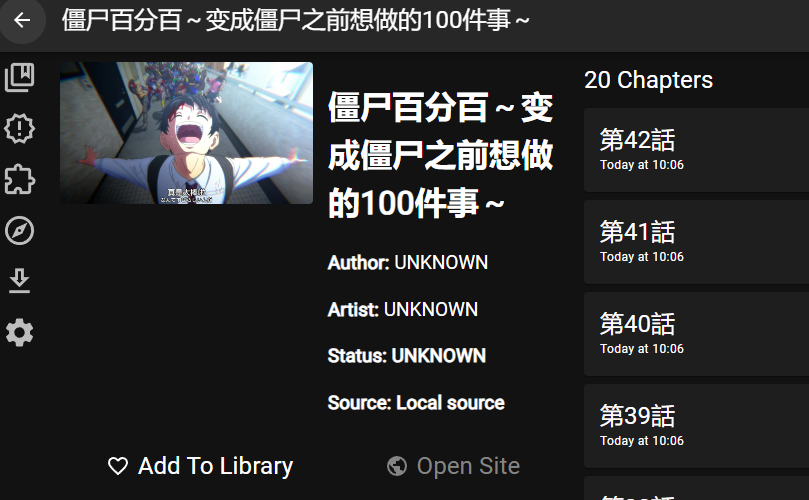 僵尸百分百～变成僵尸之前想做的100件事～
僵尸百分百～变
成僵尸之前想做
的100件事～
Author: UNKNOWN
Artist: UNKNOWN
Status: UNKNOWN
Source: Local source
Add To Library
Open Site
20 Chapters
第42話
Today at 10:06
第41話
Today at 10:06
第40話
Today at 10:06
第39話
Today at 10:06